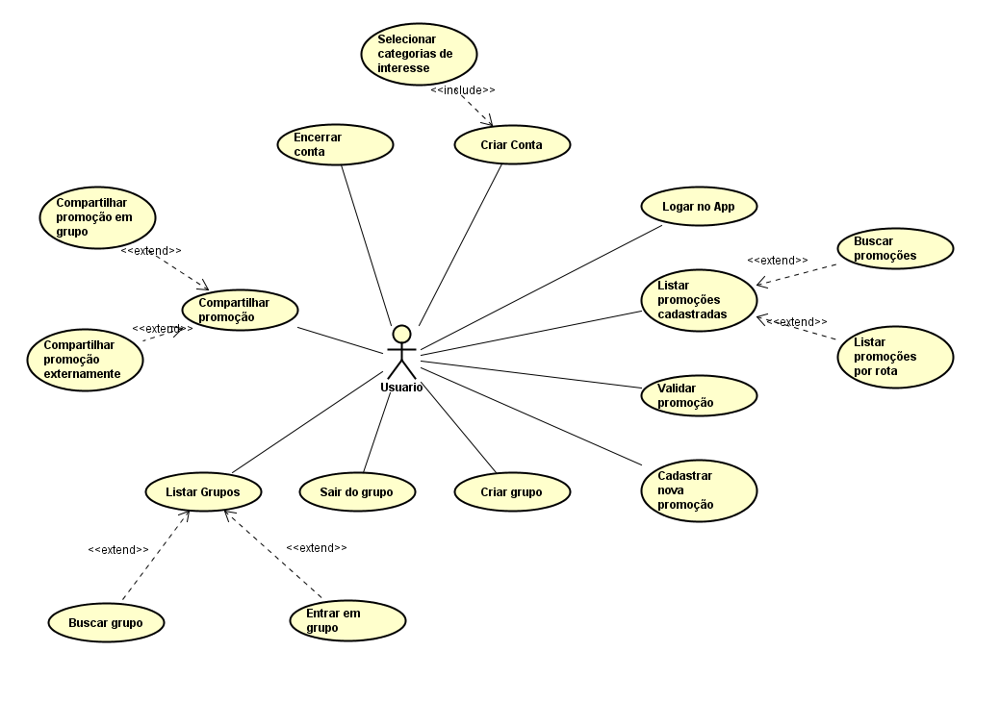 Selecionar
categorias de
interesse
<<include>>
Encerrar
conta
Criar Conta
Compartilhar
promoção em
grupo
<<extend>>
Logar no App
Buscar
promoções
<<extend>>
Listar
promoções
cadastradas
<<extend>>
Listar
promoções
por rota
Compartilhar
promoção
<<extend>>
Compartilhar
promoção
externamente
Usuario
Validar
promoção
Cadastrar
nova
promoção
Listar Grupos
Sair do grupo
Criar grupo
<<extend>>
<<extend>>
Buscar grupo
Entrar em
grupo